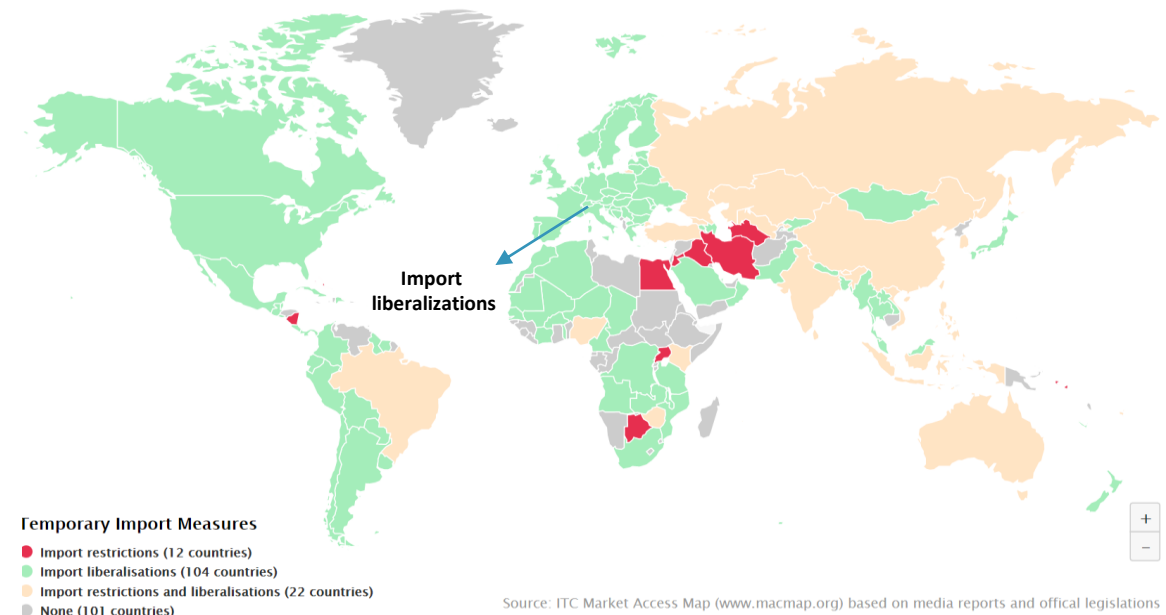 Import
liberalizations
Temporary Import Measures
Import restrictions (12 countries)
Import liberalisations (104 countries)
Import restrictions and liberalisations (22 countries)
None (101 countries)
+
−
Source: ITC Market Access Map (www.macmap.org) based on media reports and offical legislations